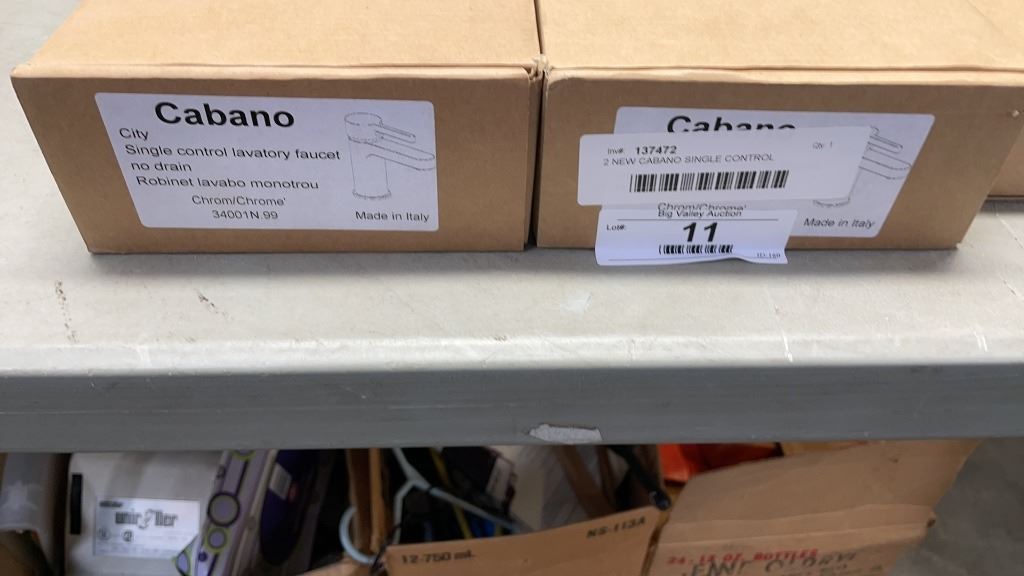 Cabano
City
Single control lavatory faucet
no drain
Robinet lavabo monotrou
Chrom/Chrome'
34001N.99
Made in Italy
Cabano
Inv#: 137472
Qty: 1
2 NEW CABANO SINGLE CONTROL
Chrom/Chrome'
Made in Italy
Big Valley Auction
Lot#:
11
12-750 mL
NS-113A